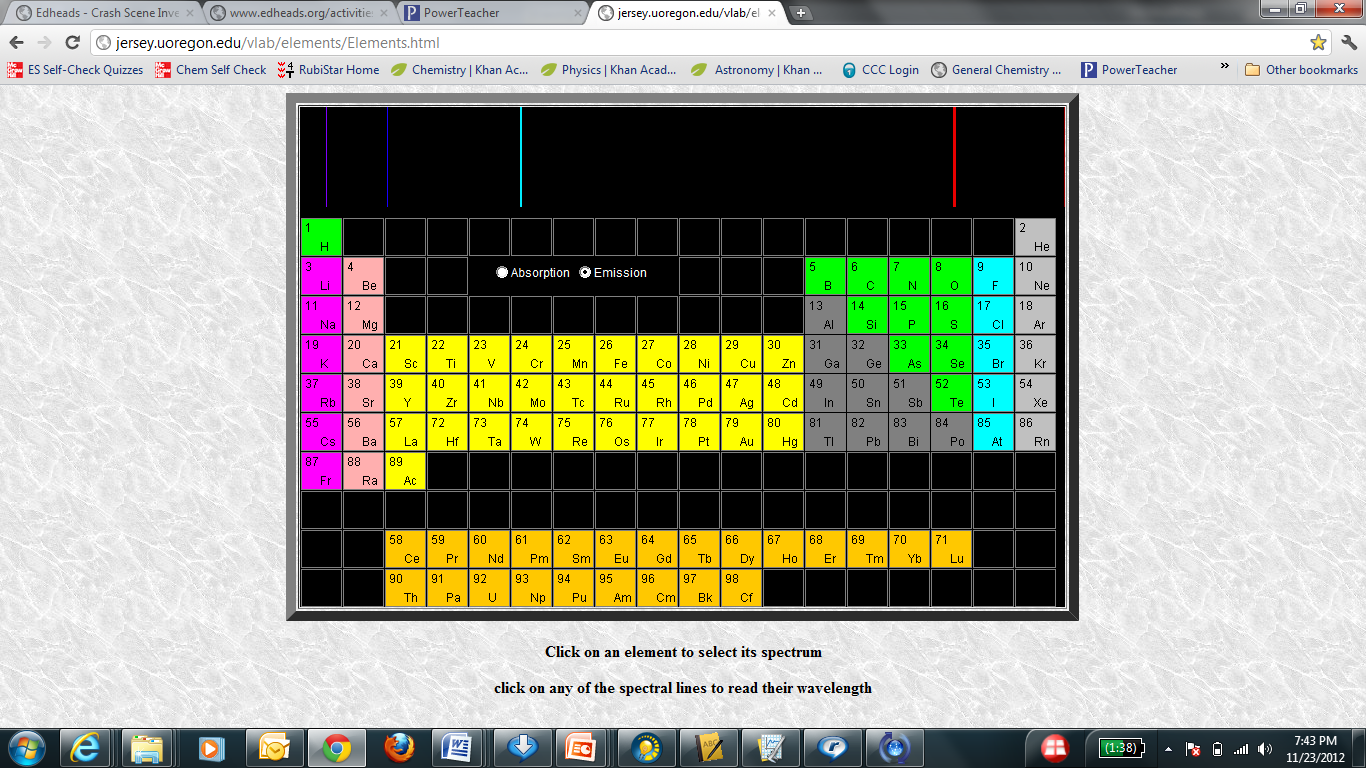 Edheads - Crash Scene Inve
www.edheads.org/activities
PowerTeacher
jersey.uoregon.edu/vlab/el
jersey.uoregon.edu/vlab/elements/Elements.html
ES Self-Check Quizzes Chem Self Check RubiStar Home Chemistry | Khan Ac... Physics | Khan Acad... Astronomy | Khan ... CCC Login General Chemistry ... PowerTeacher » Other bookmarks
1 2
H He
3 4 5 6 7 8 9 10
Absorption Emission
Li Be B C N O F Ne
11 12 13 14 15 16 17 18
Na Mg Al Si P S Cl Ar
19 20 21 22 23 24 25 26 27 28 29 30 31 32 33 34 35 36
K Ca Sc Ti V Cr Mn Fe Co Ni Cu Zn Ga Ge As Se Br Kr
37 38 39 40 41 42 43 44 45 46 47 48 49 50 51 52 53 54
Rb Sr Y Zr Nb Mo Tc Ru Rh Pd Ag Cd In Sn Sb Te I Xe
55 56 57 72 73 74 75 76 77 78 79 80 81 82 83 84 85 86
Cs Ba La Hf Ta W Re Os Ir Pt Au Hg Tl Pb Bi Po At Rn
87 88 89
Fr Ra Ac
58 59 60 61 62 63 64 65 66 67 68 69 70 71
Ce Pr Nd Pm Sm Eu Gd Tb Dy Ho Er Tm Yb Lu
90 91 92 93 94 95 96 97 98
Th Pa U Np Pu Am Cm Bk Cf
Click on an element to select its spectrum
click on any of the spectral lines to read their wavelength
(1:38)
7:43 PM
11/23/2012